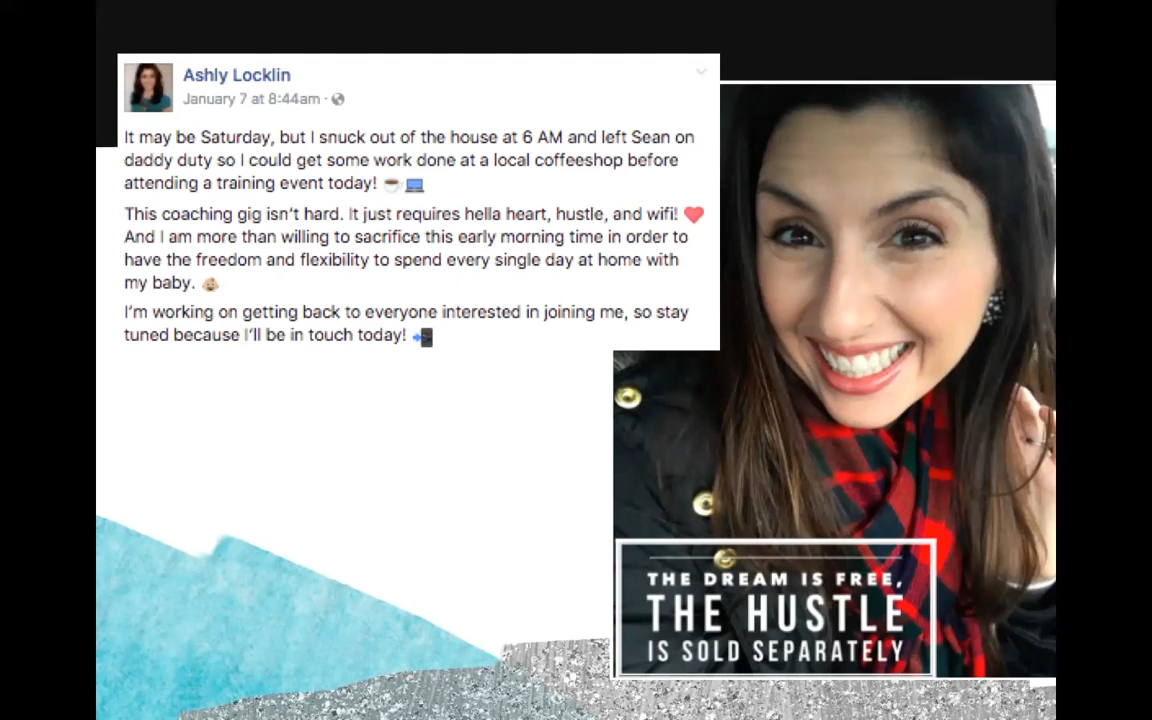 Ashly Locklin
January 7 at 8:44am ·
It may be Saturday, but I snuck out of the house at 6 AM and left Sean on
daddy duty so I could get some work done at a local coffeeshop before
attending a training event today! ☕💻
This coaching gig isn't hard. It just requires hella heart, hustle, and wifi! ❤️
And I am more than willing to sacrifice this early morning time in order to
have the freedom and flexibility to spend every single day at home with
my baby. 👶🏼
I'm working on getting back to everyone interested in joining me, so stay
tuned because I'll be in touch today! 📲
THE DREAM IS FREE,
THE HUSTLE
IS SOLD SEPARATELY